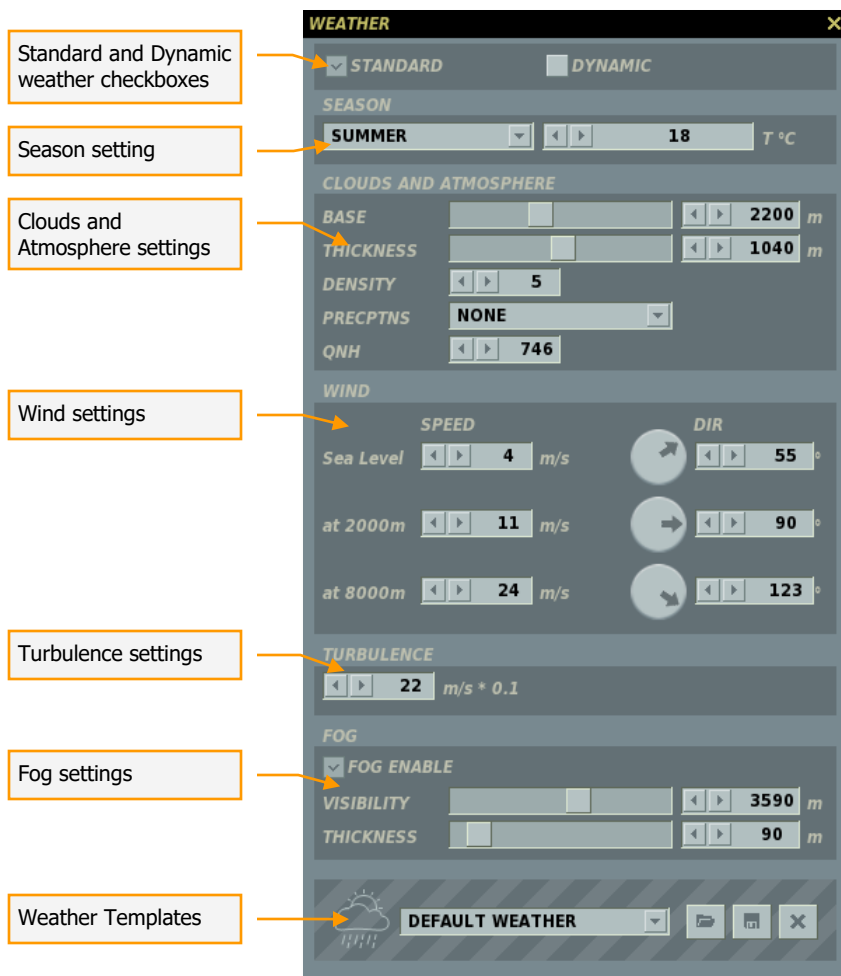 WEATHER
Standard and Dynamic
weather checkboxes
STANDARD DYNAMIC
SEASON
Season setting
SUMMER 18 T °C
CLOUDS AND ATMOSPHERE
Clouds and
Atmosphere settings
BASE 2200 m
THICKNESS 1040 m
DENSITY 5
PRECPTNS NONE
QNH 746
WIND
Wind settings
SPEED DIR
Sea Level 4 m/s 55 °
at 2000m 11 m/s 90 °
at 8000m 24 m/s 123 °
Turbulence settings
TURBULENCE
22 m/s * 0.1
FOG
FOG ENABLE
Fog settings
VISIBILITY 3590 m
THICKNESS 90 m
Weather Templates
DEFAULT WEATHER